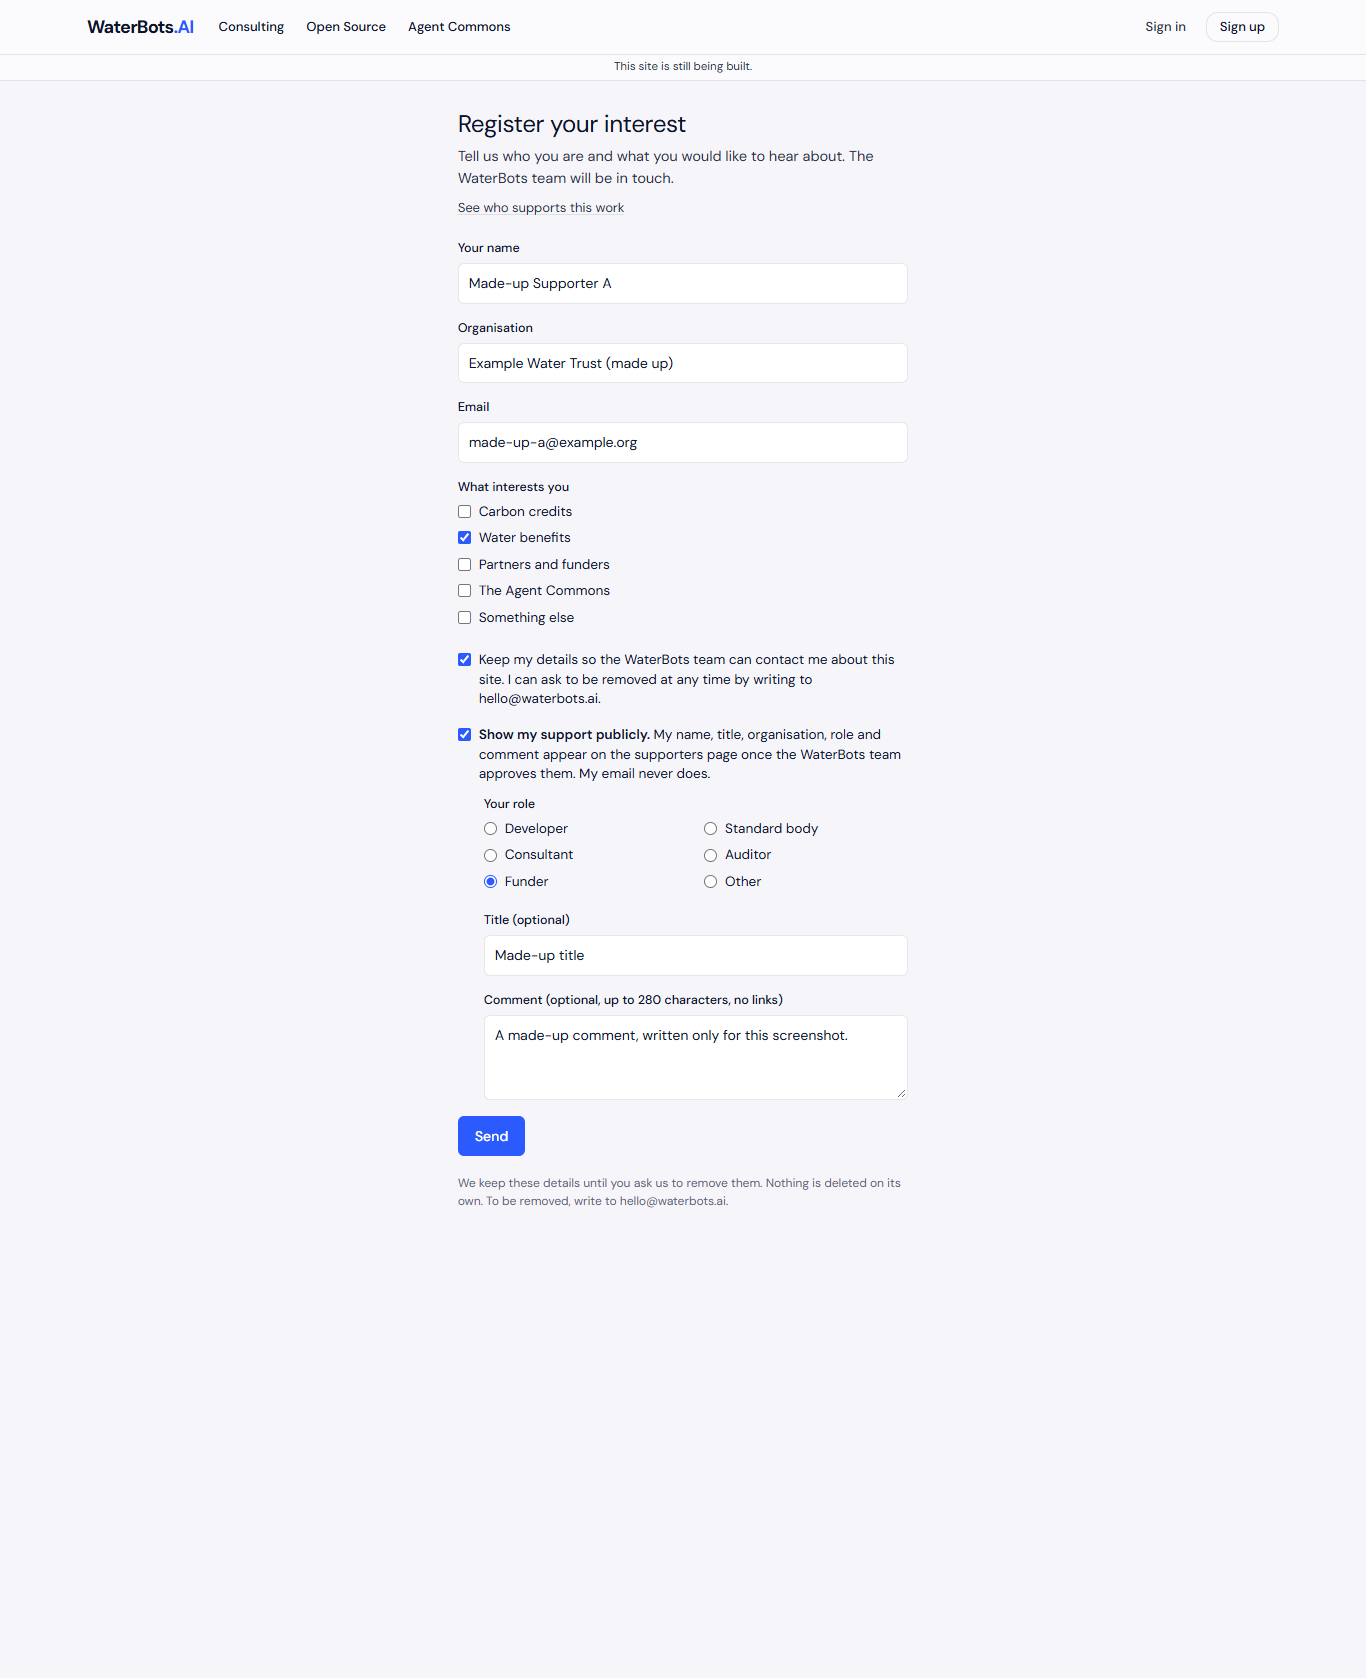 WaterBots.AI
Consulting
Open Source
Agent Commons
Sign in
Sign up
This site is still being built.
Register your interest
Tell us who you are and what you would like to hear about. The
WaterBots team will be in touch.
See who supports this work
Your name
Made-up Supporter A
Organisation
Example Water Trust (made up)
Email
made-up-a@example.org
What interests you
Carbon credits
Water benefits
Partners and funders
The Agent Commons
Something else
Keep my details so the WaterBots team can contact me about this
site. I can ask to be removed at any time by writing to
hello@waterbots.ai.
Show my support publicly. My name, title, organisation, role and
comment appear on the supporters page once the WaterBots team
approves them. My email never does.
Your role
Developer
Standard body
Consultant
Auditor
Funder
Other
Title (optional)
Made-up title
Comment (optional, up to 280 characters, no links)
A made-up comment, written only for this screenshot.
Send
We keep these details until you ask us to remove them. Nothing is deleted on its
own. To be removed, write to hello@waterbots.ai.